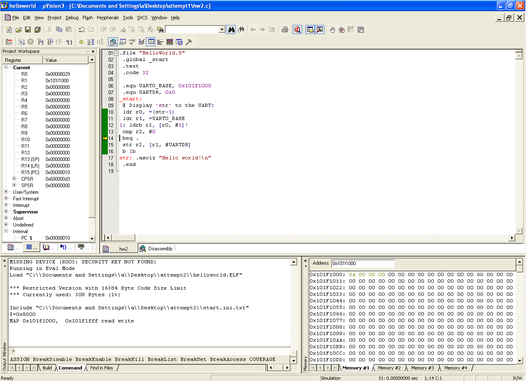 helloworld - µVision3 - [C:\Documents and Settings\a\Desktop\attempt1\hw2.c]
File Edit View Project Debug Flash Peripherals Tools SVCS Window Help
Project Workspace
Register Value
Current
R0 0x00000029
R1 0x101f1000
R2 0x00000000
R3 0x00000000
R4 0x00000000
R5 0x00000000
R6 0x00000000
R7 0x00000000
R8 0x00000000
R9 0x00000000
R10 0x00000000
R11 0x00000000
R12 0x00000000
R13 (SP) 0x00000000
R14 (LR) 0x00000000
R15 (PC) 0x00000010
CPSR 0x600000d3
SPSR 0x00000000
User/System
Fast Interrupt
Interrupt
Supervisor
Abort
Undefined
Internal
PC $ 0x00000010
01 .file "HelloWorld.S"
02 .global _start
03 .text
04 .code 32
05
06 .equ UART0_BASE, 0x101f1000
07 .equ UARTDR, 0x0
08 _start:
09 @ Display 'str' to the UART:
10 ldr r0, =(str-1)
11 ldr r1, =UART0_BASE
12 1: ldrb r2, [r0, #1]!
13 cmp r2, #0
14 beq .
15 str r2, [r1, #UARTDR]
16 b 1b
17 str: .asciz "Hello world!\n"
18 .end
19
hw2 Disassembly
MISSING DEVICE (R003: SECURITY KEY NOT FOUND)
Running in Eval Mode
Load "C:\\Documents and Settings\\a\\Desktop\\attempt2\\helloworld.ELF"
*** Restricted Version with 16384 Byte Code Size Limit
*** Currently used: 308 Bytes (1%)
Include "C:\\Documents and Settings\\a\\Desktop\\attempt2\\start.ini.txt"
$=0x8000
MAP 0x101f1000, 0x101f1fff read write
>
ASSIGN BreakDisable BreakEnable BreakKill BreakList BreakSet BreakAccess COVERAGE
Build Command Find in Files
Output Window
Address: 0x101f1000
0x101F1000: 0A 00 00 00 00 00 00 00 00 00 00 00 00 00 00 00 00
0x101F1011: 00 00 00 00 00 00 00 00 00 00 00 00 00 00 00 00 00
0x101F1022: 00 00 00 00 00 00 00 00 00 00 00 00 00 00 00 00 00
0x101F1033: 00 00 00 00 00 00 00 00 00 00 00 00 00 00 00 00 00
0x101F1044: 00 00 00 00 00 00 00 00 00 00 00 00 00 00 00 00 00
0x101F1055: 00 00 00 00 00 00 00 00 00 00 00 00 00 00 00 00 00
0x101F1066: 00 00 00 00 00 00 00 00 00 00 00 00 00 00 00 00 00
0x101F1077: 00 00 00 00 00 00 00 00 00 00 00 00 00 00 00 00 00
0x101F1088: 00 00 00 00 00 00 00 00 00 00 00 00 00 00 00 00 00
0x101F1099: 00 00 00 00 00 00 00 00 00 00 00 00 00 00 00 00 00
0x101F10AA: 00 00 00 00 00 00 00 00 00 00 00 00 00 00 00 00 00
0x101F10BB: 00 00 00 00 00 00 00 00 00 00 00 00 00 00 00 00 00
0x101F10CC: 00 00 00 00 00 00 00 00 00 00 00 00 00 00 00 00 00
Memory #1 Memory #2 Memory #3 Memory #4
Memory
Ready Simulation t1: 0.00000000 sec L:14 C:1 R/W